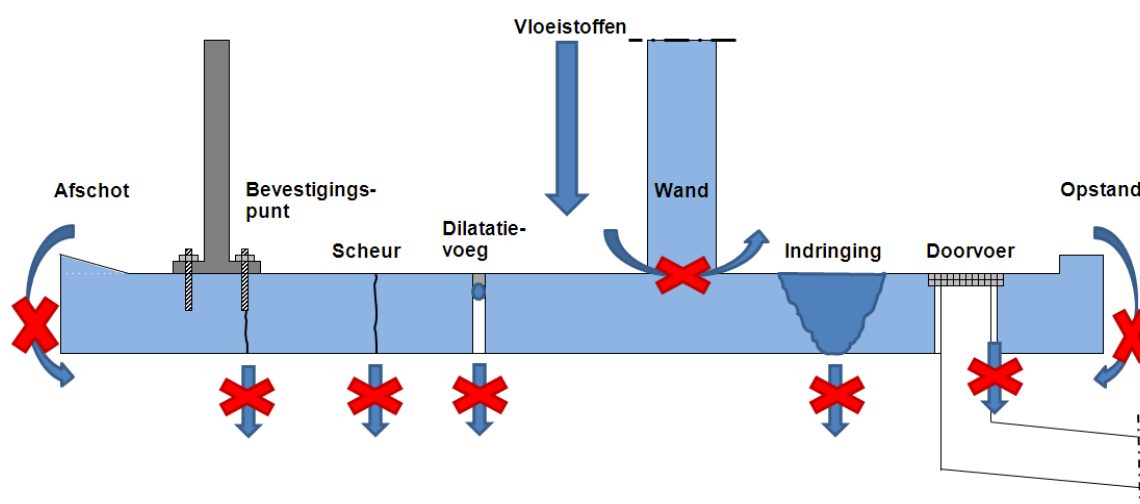 Vloeistoffen
Afschot
Bevestigings-
punt
Wand
Opstand
Scheur
Dilatatie-
voeg
Indringing
Doorvoer